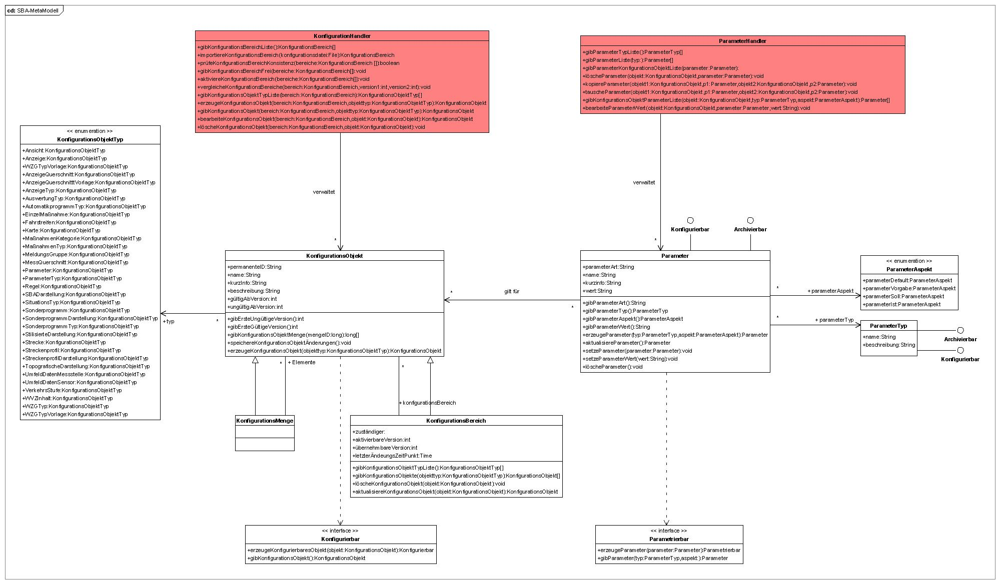 cd: SBA-MetaModell
KonfigurationHandler
+gibKonfigurationsBereichListe():KonfigurationsBereich[]
+importiereKonfigurationsBereich(konfigurationsdatei:File):KonfigurationsBereich
+prüfeKonfigurationsBereichKonsistenz(bereiche:KonfigurationsBereich []):boolean
+gibKonfigurationsBereichFrei(bereiche:KonfigurationsBereich[]):void
+aktiviereKonfigurationsBereich(bereiche:KonfigurationsBereich[]):void
+vergleicheKonfigurationsBereiche(bereich:KonfigurationsBereich,version1:int,version2:int):void
+gibKonfigurationsObjektTypListe(bereich:KonfigurationsBereich):KonfigurationsObjektTyp[]
+erzeugeKonfigurationsObjekt(bereich:KonfigurationsBereich,objekttyp:KonfigurationsObjektTyp):KonfigurationsObjekt
+gibKonfigurationsObjekt(bereich:KonfigurationsBereich,objekttyp:KonfigurationsObjektTyp):KonfigurationsObjekt
+bearbeiteKonfigurationsObjekt(bereich:KonfigurationsBereich,objekt:KonfigurationsObjekt):KonfigurationsObjekt
+löscheKonfigurationsObjekt(bereich:KonfigurationsBereich,objekt:KonfigurationsObjekt):void
ParameterHandler
+gibParameterTypListe():ParameterTyp[]
+gibParameterListe(typ:):Parameter[]
+gibParameterKonfigurationsObjektListe(parameter:Parameter):
+löscheParameter(objekt:KonfigurationsObjekt,parameter:Parameter):void
+kopiereParameter(objekt1:KonfigurationsObjekt,p1: Parameter,objekt2:KonfigurationsObjekt,p2:Parameter):void
+tauscheParameter(objekt1:KonfigurationsObjekt,p1:Parameter,objekt2:KonfigurationsObjekt,p2:Parameter):void
+gibKonfigurationsObjektParameterListe(objekt:KonfigurationsObjekt,typ:ParameterTyp,aspekt:ParameterAspekt):Parameter[]
+bearbeiteParameterWert(objekt:KonfigurationsObjekt,parameter:Parameter,wert:String):void
<< enumeration >>
KonfigurationsObjektTyp
+Ansicht:KonfigurationsObjektTyp
+Anzeige:KonfigurationsObjektTyp
+WZGTypVorlage:KonfigurationsObjektTyp
+AnzeigeQuerschnitt:KonfigurationsObjektTyp
+AnzeigeQuerschnitttVorlage:KonfigurationsObjektTyp
+AnzeigeTyp:KonfigurationsObjektTyp
+AuswertungTyp:KonfigurationsObjektTyp
+AutomatikprogrammTyp:KonfigurationsObjektTyp
+EinzelMaßnahme:KonfigurationsObjektTyp
+Fahrstreifen:KonfigurationsObjektTyp
+Karte:KonfigurationsObjektTyp
+MaßnahmenKategorie:KonfigurationsObjektTyp
+MaßnahmenTyp:KonfigurationsObjektTyp
+MeldungsGruppe:KonfigurationsObjektTyp
+MessQuerschnitt:KonfigurationsObjektTyp
+Parameter:KonfigurationsObjektTyp
+ParameterTyp:KonfigurationsObjektTyp
+Regel:KonfigurationsObjektTyp
+SBADarstellung:KonfigurationsObjektTyp
+SituationsTyp:KonfigurationsObjektTyp
+Sonderprogramm:KonfigurationsObjektTyp
+SonderprogrammDarstellung:KonfigurationsObjektTyp
+SonderprogrammTyp:KonfigurationsObjektTyp
+StilisierteDarstellung:KonfigurationsObjektTyp
+Strecke:KonfigurationsObjektTyp
+Streckenprofil:KonfigurationsObjektTyp
+StreckenprofilDarstellung:KonfigurationsObjektTyp
+TopografischeDarstellung:KonfigurationsObjektTyp
+UmfeldDatenMessstelle:KonfigurationsObjektTyp
+UmfeldDatenSensor:KonfigurationsObjektTyp
+VerkehrsStufe:KonfigurationsObjektTyp
+WVZInhalt:KonfigurationsObjektTyp
+WZGTyp:KonfigurationsObjektTyp
+WZGTypVorlage:KonfigurationsObjektTyp
verwaltet
*
verwaltet
*
Konfigurierbar
Archivierbar
KonfigurationsObjekt
+permanenteID:String
+name:String
+kurzInfo:String
+beschreibung:String
+gültigAbVersion:int
+ungültigAbVersion:int
+gibErsteUngültigeVersion():int
+gibErsteGültigeVersion():int
+gibKonfigurationsObjektMenge(mengeID:long):long[]
+speichereKonfigurationsObjektÄnderungen():void
+erzeugeKonfigurationsObjekt(objekttyp:KonfigurationsObjektTyp):KonfigurationsObjekt
+ typ
*
*
gilt für
*
Parameter
+parameterArt:String
+name:String
+kurzinfo:String
+wert:String
+gibParameterArt():String
+gibParameterTyp():ParameterTyp
+gibParameterAspekt():ParameterAspekt
+gibParameterWert():String
+erzeugeParameter(typ:ParameterTyp,aspekt:ParameterAspekt):Parameter
+aktualisiereParameter():Parameter
+setzeParameter(parameter:Parameter):void
+setzeParameterWert(wert:String):void
+löscheParameter():void
*
+ parameterAspekt
*
+ parameterTyp
<< enumeration >>
ParameterAspekt
+parameterDefault:ParameterAspekt
+parameterVorgabe:ParameterAspekt
+parameterSoll:ParameterAspekt
+parameterIst:ParameterAspekt
ParameterTyp
+name:String
+beschreibung:String
Archivierbar
Konfigurierbar
*
+ Elemente
*
+ konfigurationsBereich
KonfigurationsMenge
KonfigurationsBereich
+zuständiger:
+aktivierbareVersion:int
+übernehmbareVersion:int
+letzterÄndeungsZeitPunkt:Time
+gibKonfigurationsObjektTypListe():KonfigurationsObjektTyp[]
+gibKonfigurationsObjekte(objekttyp:KonfigurationsObjektTyp):KonfigurationsObjekt[]
+löscheKonfigurationsObjekt(objekt:KonfigurationsObjekt):void
+aktualisiereKonfigurationsObjekt(objekt:KonfigurationsObjekt):KonfigurationsObjekt
<< interface >>
Konfigurierbar
+erzeugeKonfigurierbaresObjekt(objekt:KonfigurationsObjekt):Konfigurierbar
+gibKonfigurationsObjekt():KonfigurationsObjekt
<< interface >>
Parametrierbar
+erzeugeParameter(parameter:Parameter):Parametrierbar
+gibParameter(typ:ParameterTyp,aspekt:):Parameter